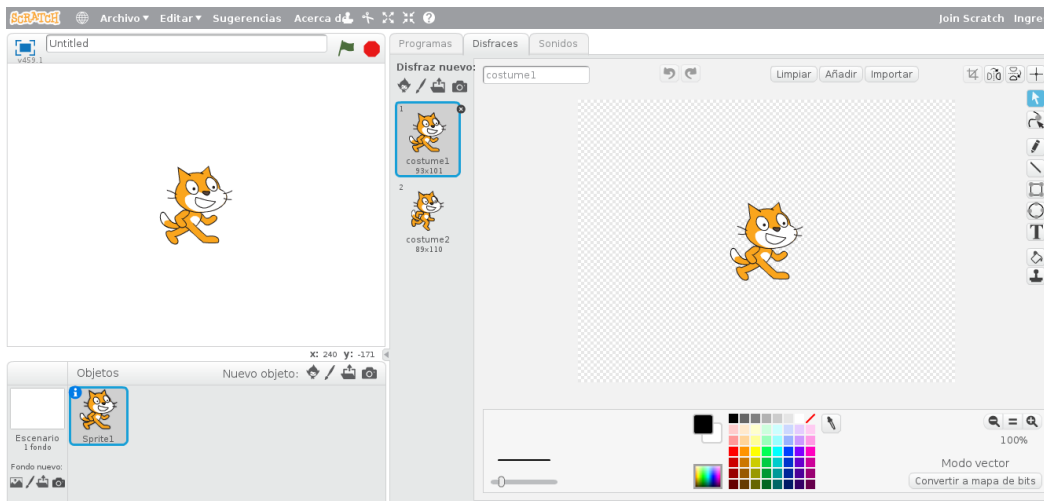 SCRATCH Archivo Editar Sugerencias Acerca d Join Scratch Ingre
Untitled
v459.1
Programas Disfraces Sonidos
Disfraz nuevo:
costume1
Limpiar Añadir Importar
1
costume1
93x101
2
costume2
89x110
T
x: 240 y: -171
Objetos Nuevo objeto:
Escenario
1 fondo
Sprite1
Fondo nuevo:
100%
Modo vector
Convertir a mapa de bits